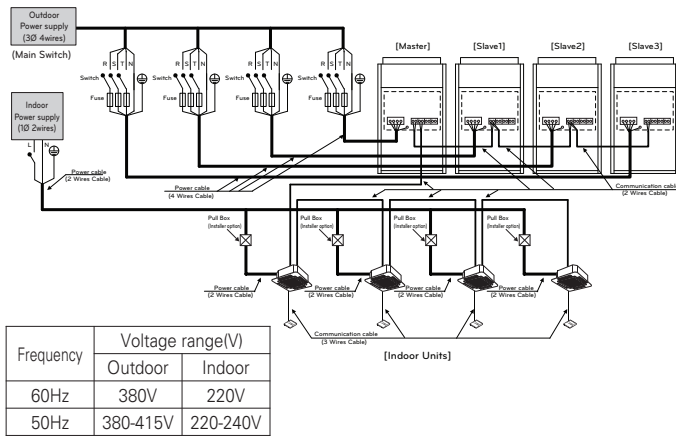 Outdoor
Power supply
(3Ø 4wires)
(Main Switch)
[Master]
[Slave1]
[Slave2]
[Slave3]
R S T N
R S T N
R S T N
R S T N
Switch
Switch
Switch
Switch
Fuse
Fuse
Fuse
Fuse
Indoor
Power supply
(1Ø 2wires)
L N
Power cable
(2 Wires Cable)
Power cable
(4 Wires Cable)
Communication cable
(2 Wires Cable)
Pull Box
(Installer option)
Pull Box
(Installer option)
Pull Box
(Installer option)
Pull Box
(Installer option)
Power cable
(2 Wires Cable)
Power cable
(2 Wires Cable)
Power cable
(2 Wires Cable)
Power cable
(2 Wires Cable)
Communication cable
(3 Wires Cable)
[Indoor Units]
Frequency
Voltage range(V)
Outdoor Indoor
60Hz 380V 220V
50Hz 380-415V 220-240V